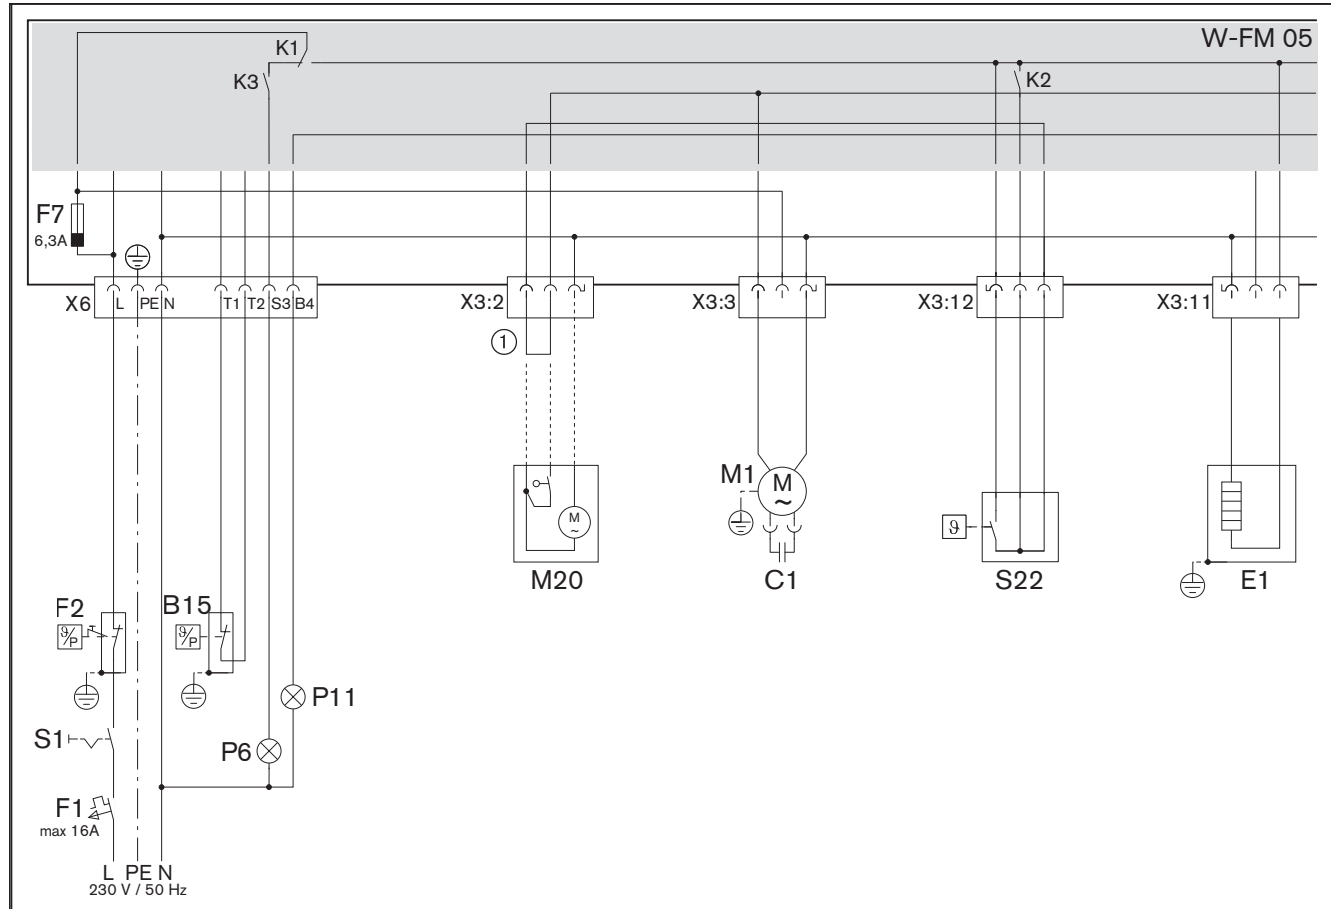 W-FM 05
K1
K3
K2
F7
6,3A
X6
L
PE
N
T1
T2
S3
B4
X3:2
X3:3
X3:12
X3:11
1
M1
M
~
M
~
M20
C1
ϑ
S22
E1
F2
ϑ/P
B15
ϑ/P
P11
S1
P6
F1
max 16A
L PE N
230 V / 50 Hz